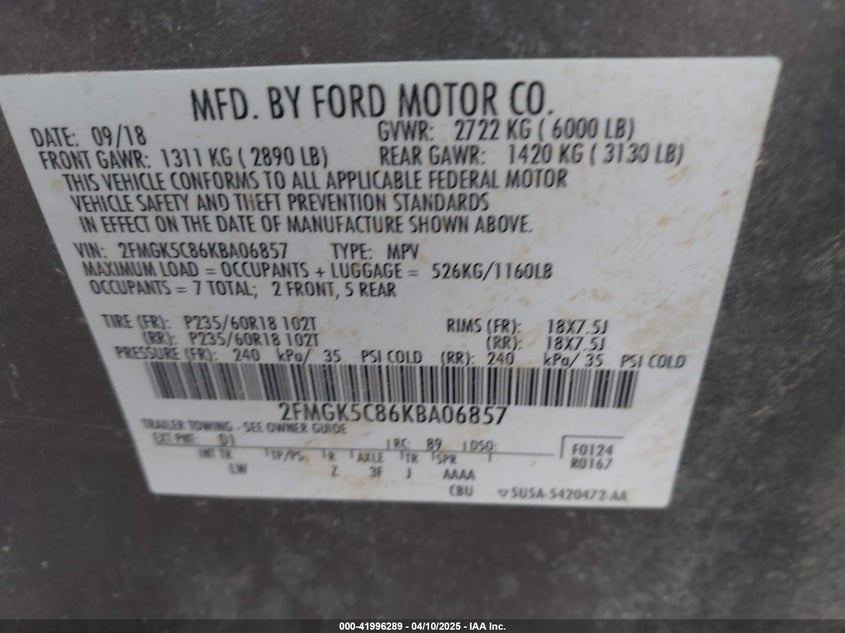 MFD. BY FORD MOTOR CO.
DATE: 09/18 GVWR: 2722 KG ( 6000 LB)
FRONT GAWR: 1311 KG ( 2890 LB) REAR GAWR: 1420 KG ( 3130 LB)
THIS VEHICLE CONFORMS TO ALL APPLICABLE FEDERAL MOTOR
VEHICLE SAFETY AND THEFT PREVENTION STANDARDS
IN EFFECT ON THE DATE OF MANUFACTURE SHOWN ABOVE.
VIN: 2FMGK5C86KBA06857 TYPE: MPV
MAXIMUM LOAD = OCCUPANTS + LUGGAGE = 526KG/1160LB
OCCUPANTS = 7 TOTAL; 2 FRONT, 5 REAR
TIRE (FR): P235/60R18 102T RIMS (FR): 18X7.5J
(RR): P235/60R18 102T (RR): 18X7.5J
PRESSURE (FR): 240 kPa/ 35 PSI COLD (RR): 240 kPa/ 35 PSI COLD
2FMGK5C86KBA06857
TRAILER TOWING - SEE OWNER GUIDE
EXT PNT: D1 RC: 89 DSO: F0124
INT TR TP/PS R AXLE TR SPR R0167
LW Z 3F J AAAA
CBU 5U5A-5420472-AA
000-41996289 - 04/10/2025 - IAA Inc.